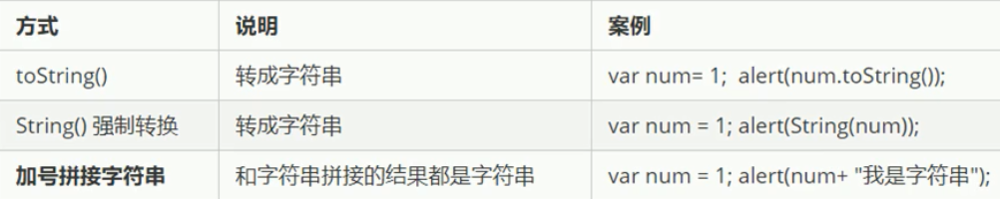 方式 说明 案例
toString() 转成字符串 var num= 1; alert(num.toString());
String() 强制转换 转成字符串 var num = 1; alert(String(num));
加号拼接字符串 和字符串拼接的结果都是字符串 var num = 1; alert(num+ "我是字符串");